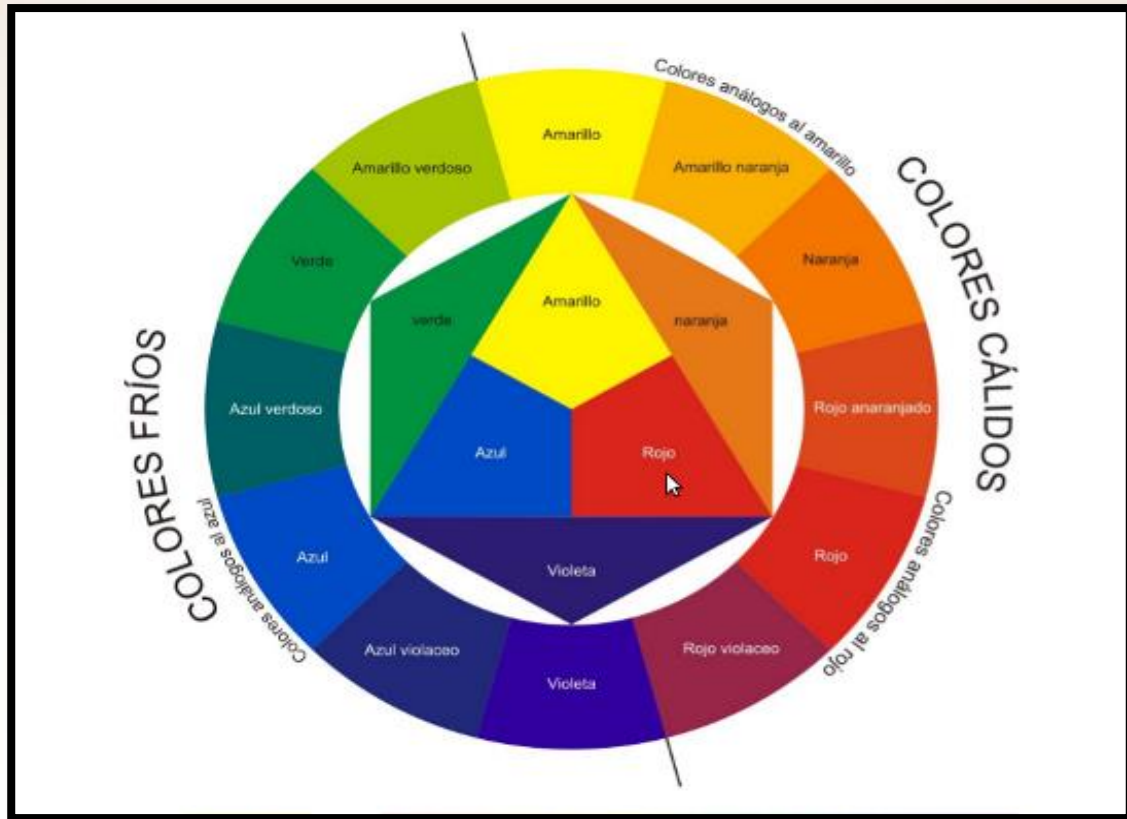 Colores análogos al amarillo
COLORES CÁLIDOS
Amarillo
Amarillo verdoso
Amarillo naranja
Verde
Naranja
verde
Amarillo
naranja
COLORES FRÍOS
Azul verdoso
Rojo anaranjado
Azul
Rojo
Colores análogos al azul
Colores análogos al rojo
Azul
Rojo
Violeta
Azul violaceo
Rojo violaceo
Violeta